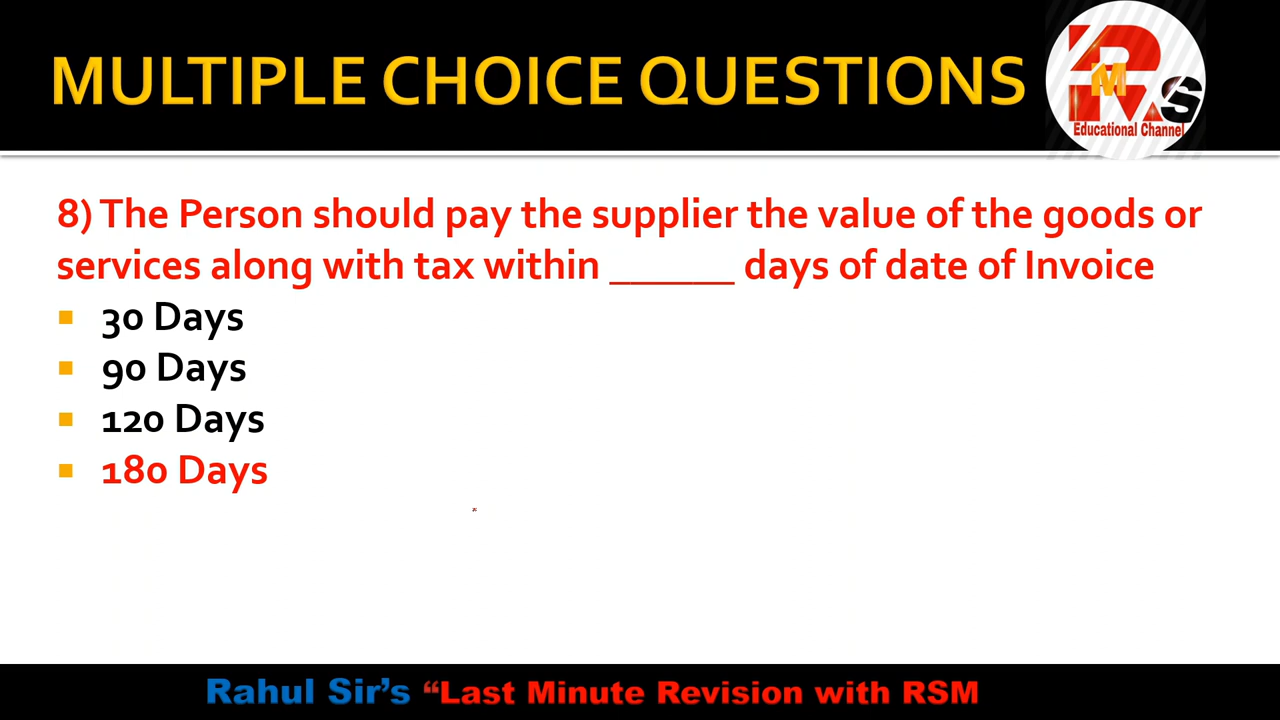 MULTIPLE CHOICE QUESTIONS
RMS
Educational Channel
8) The Person should pay the supplier the value of the goods or
services along with tax within ______ days of date of Invoice
30 Days
90 Days
120 Days
180 Days
Rahul Sir's “Last Minute Revision with RSM